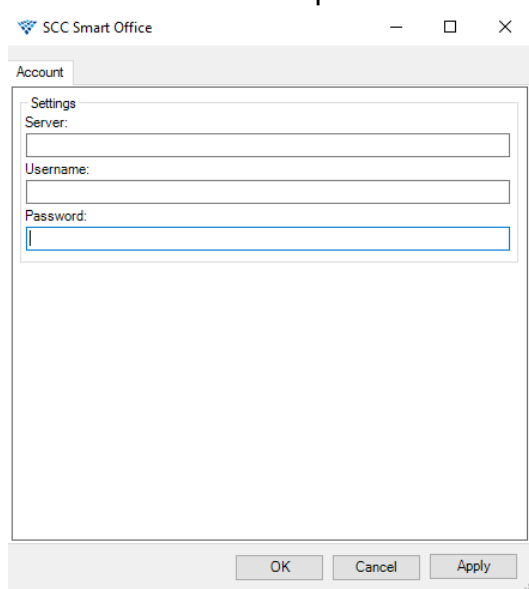 SCC Smart Office
Account
Settings
Server:
Username:
Password:
OK Cancel Apply